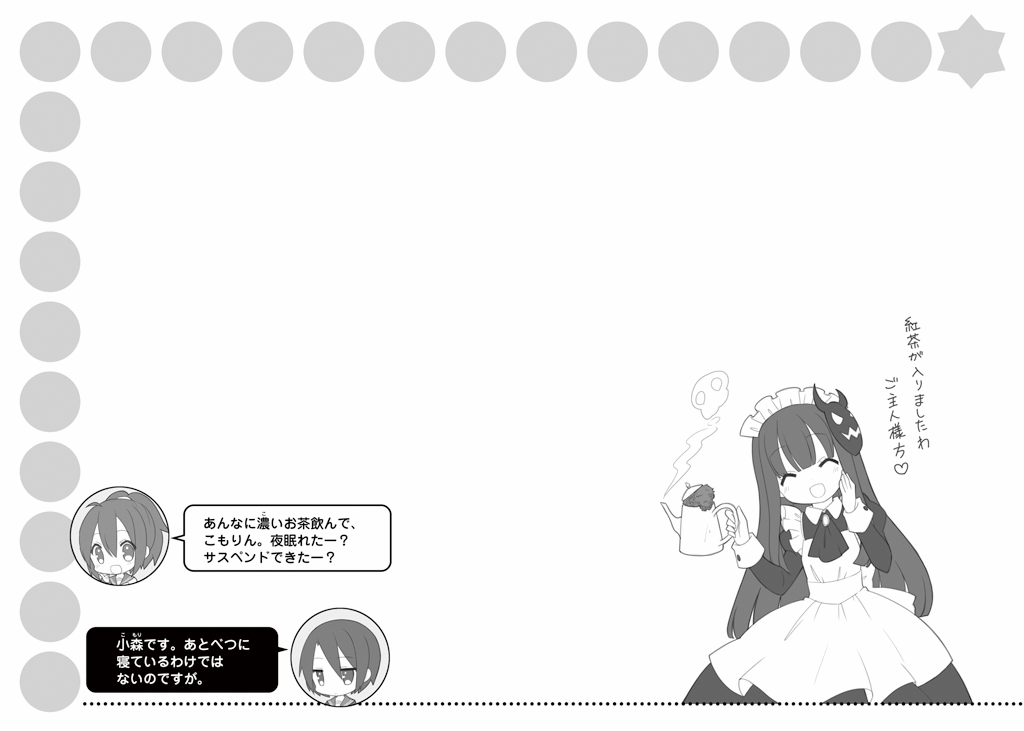 紅茶が入りましたわ
ご主人様方♡
あんなに濃いお茶飲んで、
こもりん。夜眠れたー？
サスペンドできたー？
小森です。あとべつに
寝ているわけでは
ないのですが。